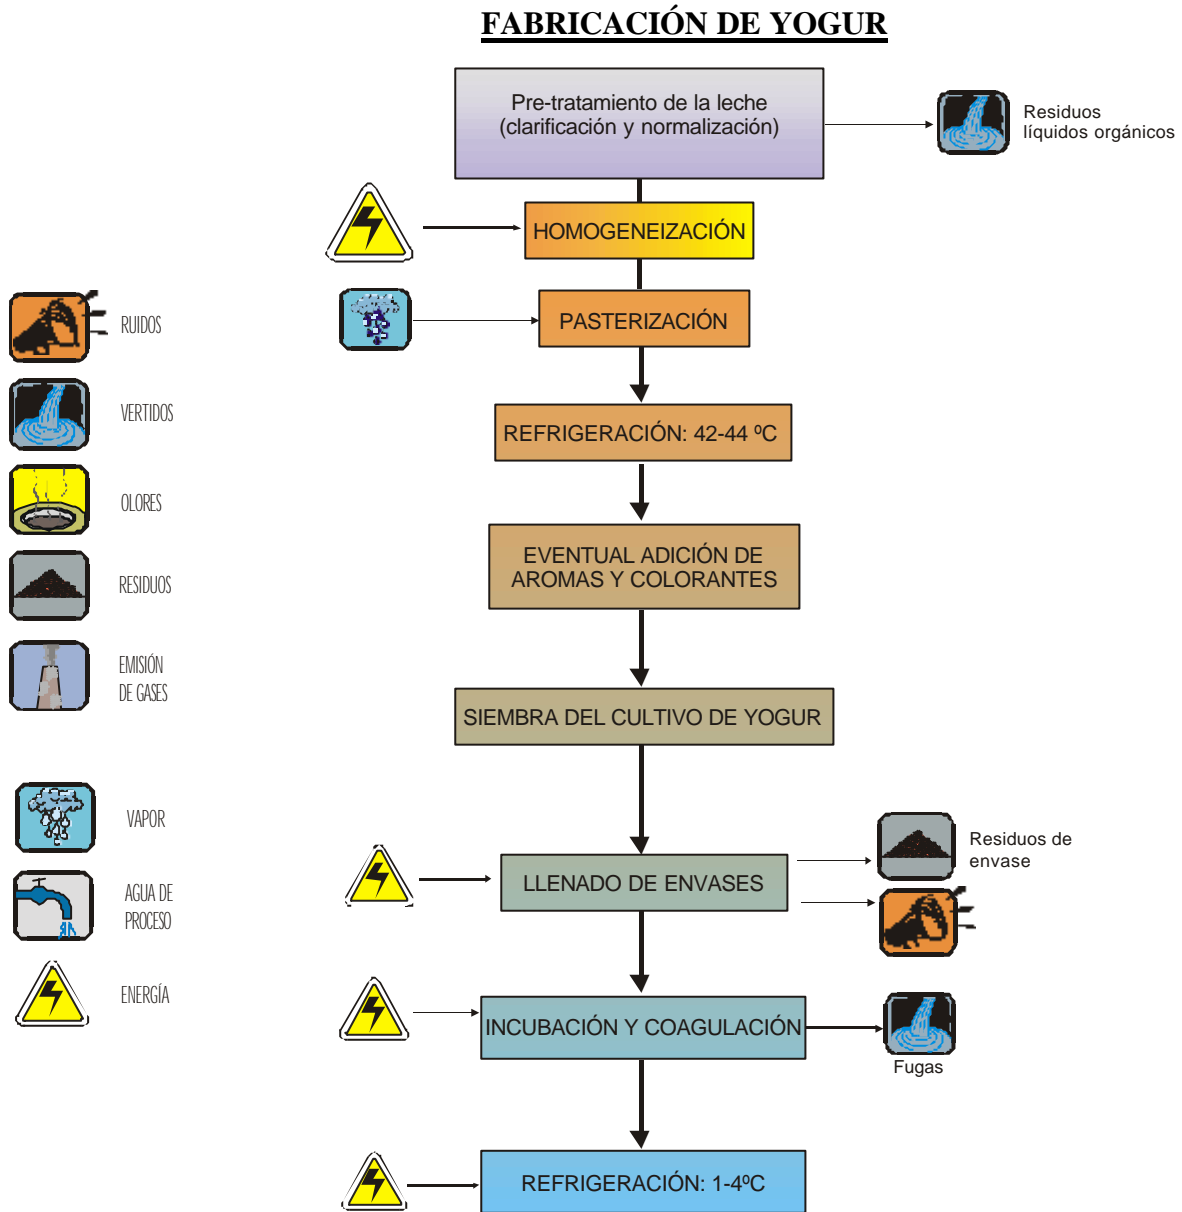 FABRICACIÓN DE YOGUR
Pre-tratamiento de la leche
(clarificación y normalización)
Residuos
líquidos orgánicos
HOMOGENEIZACIÓN
PASTERIZACIÓN
REFRIGERACIÓN: 42-44 ºC
EVENTUAL ADICIÓN DE
AROMAS Y COLORANTES
SIEMBRA DEL CULTIVO DE YOGUR
LLENADO DE ENVASES
Residuos de
envase
INCUBACIÓN Y COAGULACIÓN
Fugas
REFRIGERACIÓN: 1-4ºC
RUIDOS
VERTIDOS
OLORES
RESIDUOS
EMISIÓN
DE GASES
VAPOR
AGUA DE
PROCESO
ENERGÍA